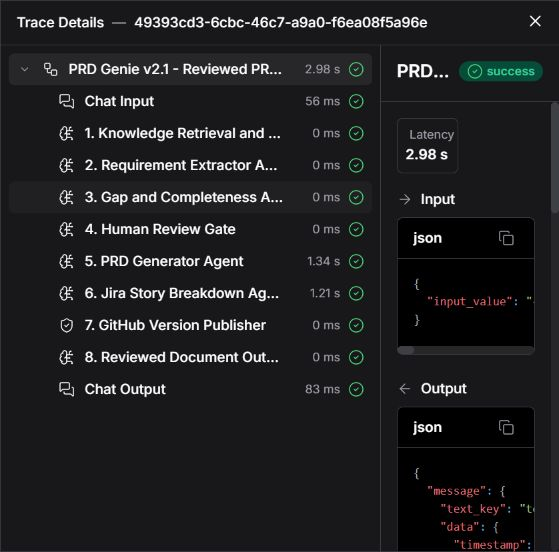 Trace Details — 49393cd3-6cbc-46c7-a9a0-f6ea08f5a96e
PRD Genie v2.1 - Reviewed PR... 2.98 s
Chat Input 56 ms
1. Knowledge Retrieval and ... 0 ms
2. Requirement Extractor A... 0 ms
3. Gap and Completeness A... 0 ms
4. Human Review Gate 0 ms
5. PRD Generator Agent 1.34 s
6. Jira Story Breakdown Ag... 1.21 s
7. GitHub Version Publisher 0 ms
8. Reviewed Document Out... 0 ms
Chat Output 83 ms
PRD... success
Latency
2.98 s
Input
json
{
"input_value": "
}
Output
json
{
"message": {
"text_key": "te
"data": {
"timestamp":